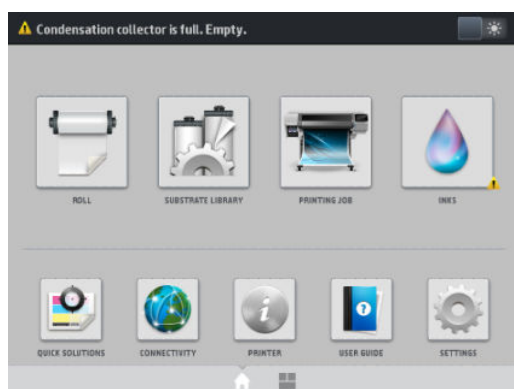 Condensation collector is full. Empty.
ROLL
SUBSTRATE LIBRARY
PRINTING JOB
INKS
QUICK SOLUTIONS
CONNECTIVITY
PRINTER
USER GUIDE
SETTINGS